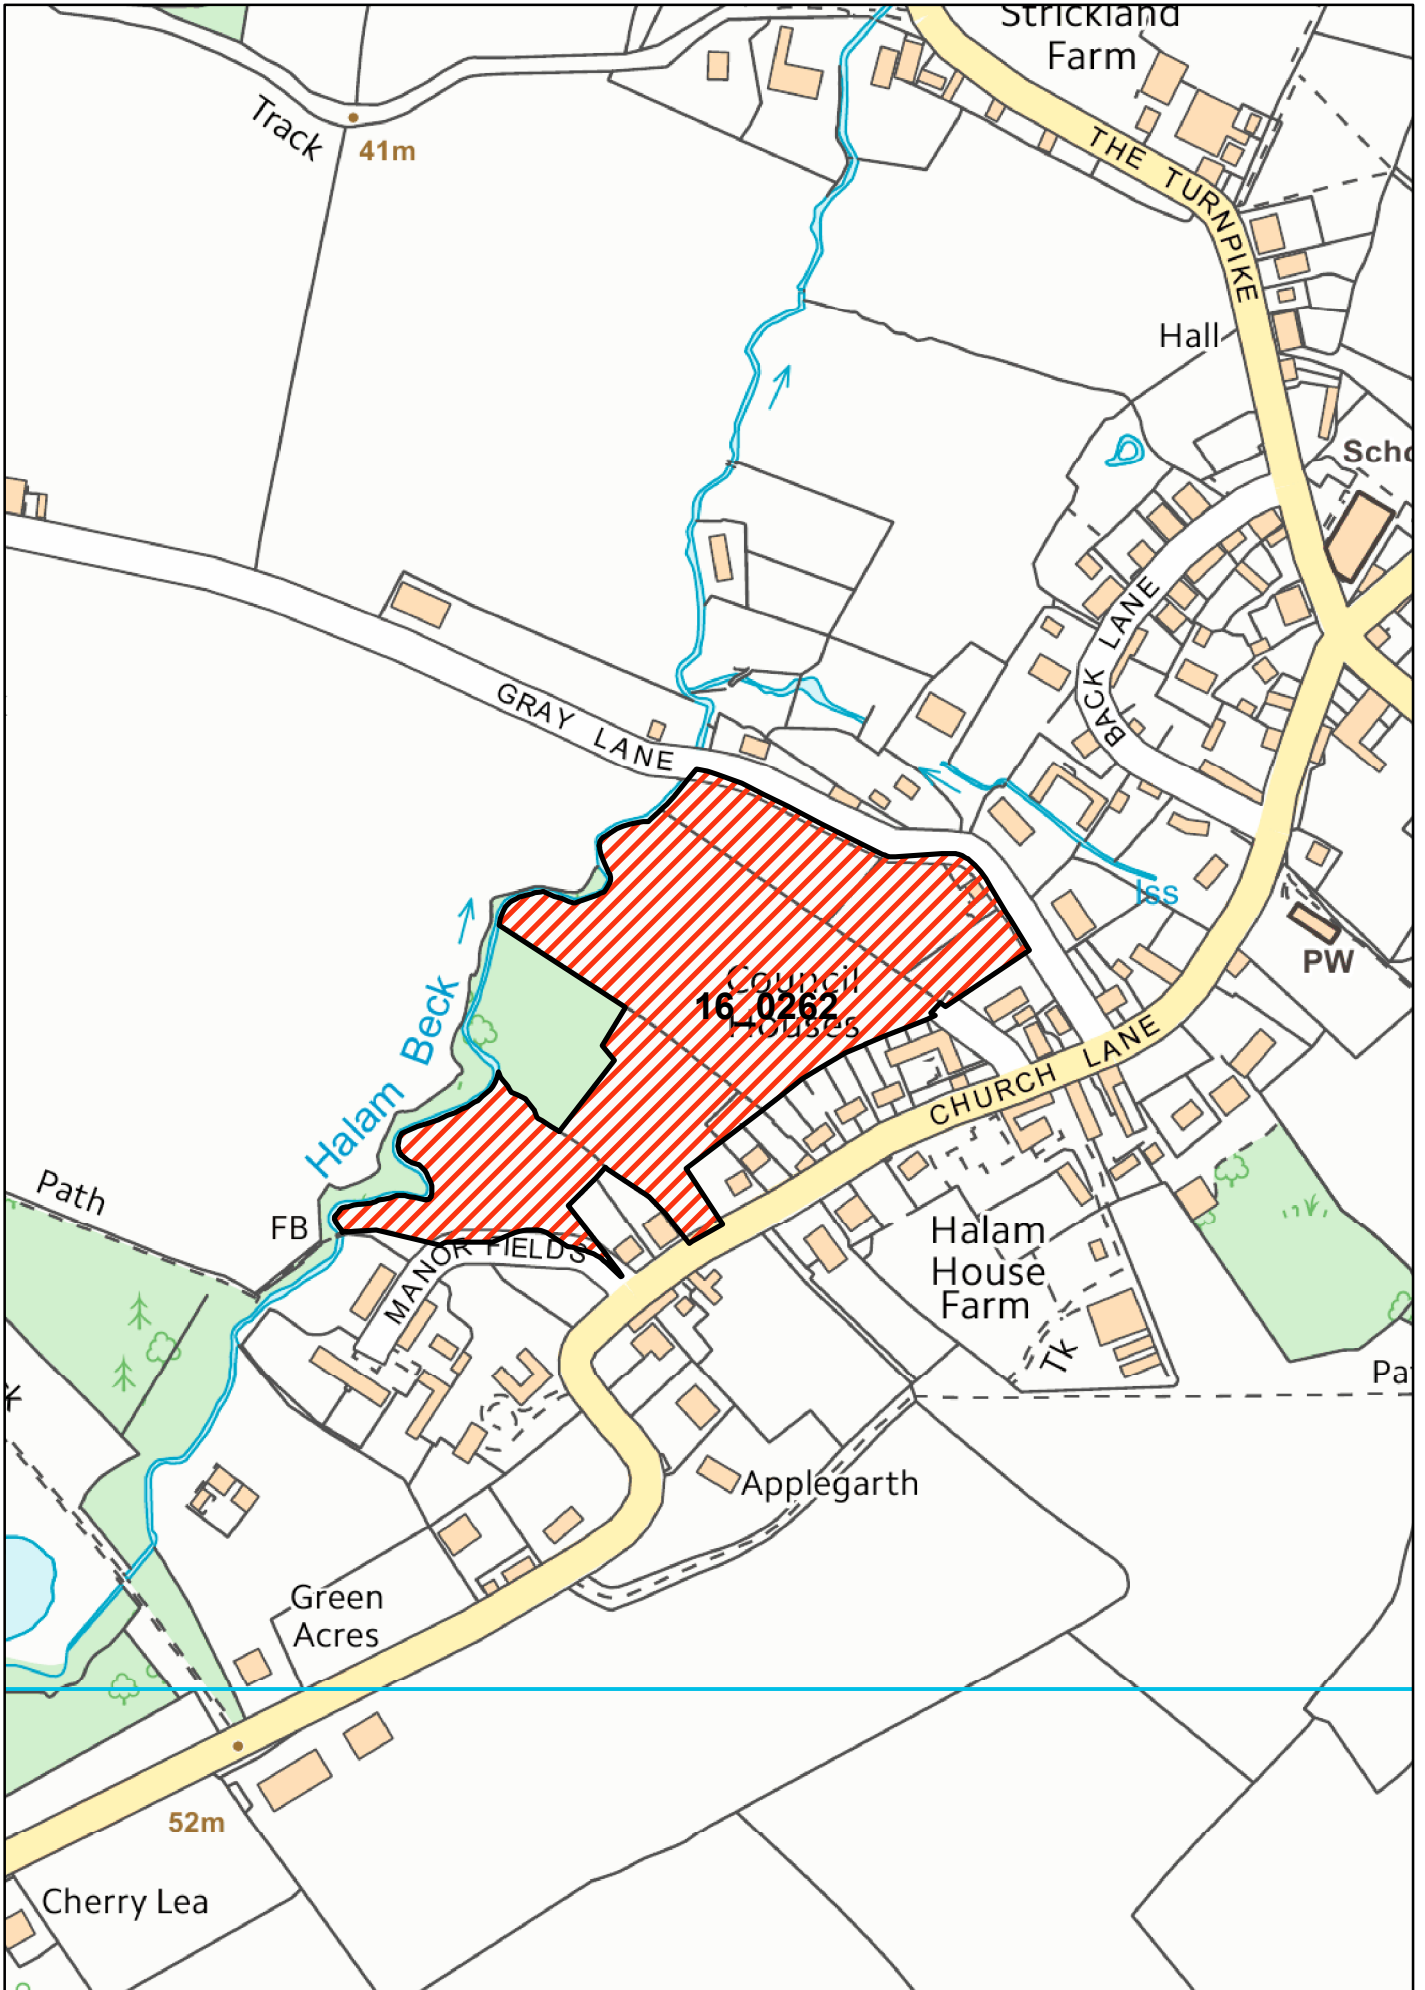 Strickland
Farm
Track
41m
THE TURNPIKE
Hall
Scho
BACK LANE
GRAY LANE
Iss
PW
Council
16_0262
Houses
Halam Beck
CHURCH LANE
Path
FB
MANOR FIELDS
Halam
House
Farm
Tk
Pa
Applegarth
Green
Acres
52m
Cherry Lea